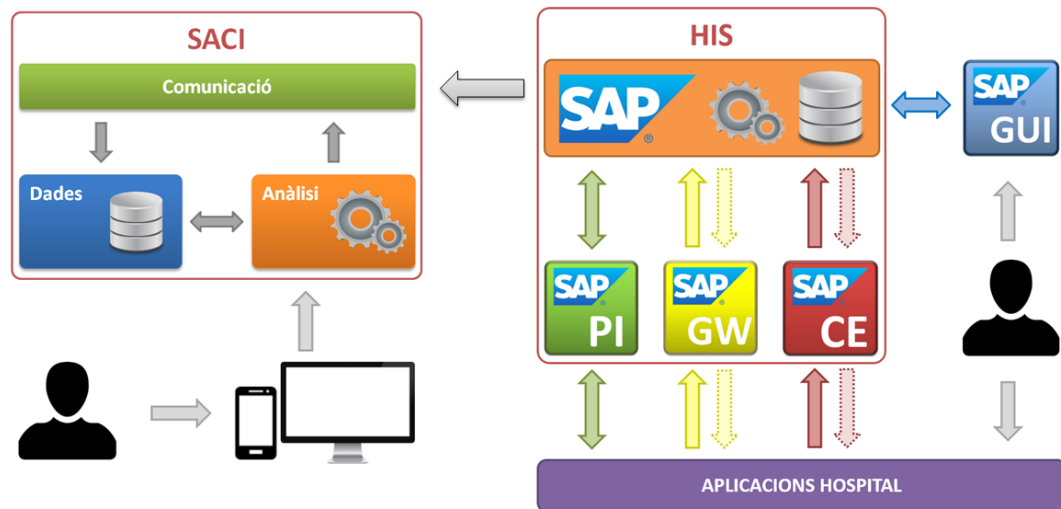 SACI
Comunicació
Dades
Anàlisi
HIS
SAP
®
SAP
®
GUI
SAP
®
PI
SAP
®
GW
SAP
®
CE
APLICACIONS HOSPITAL